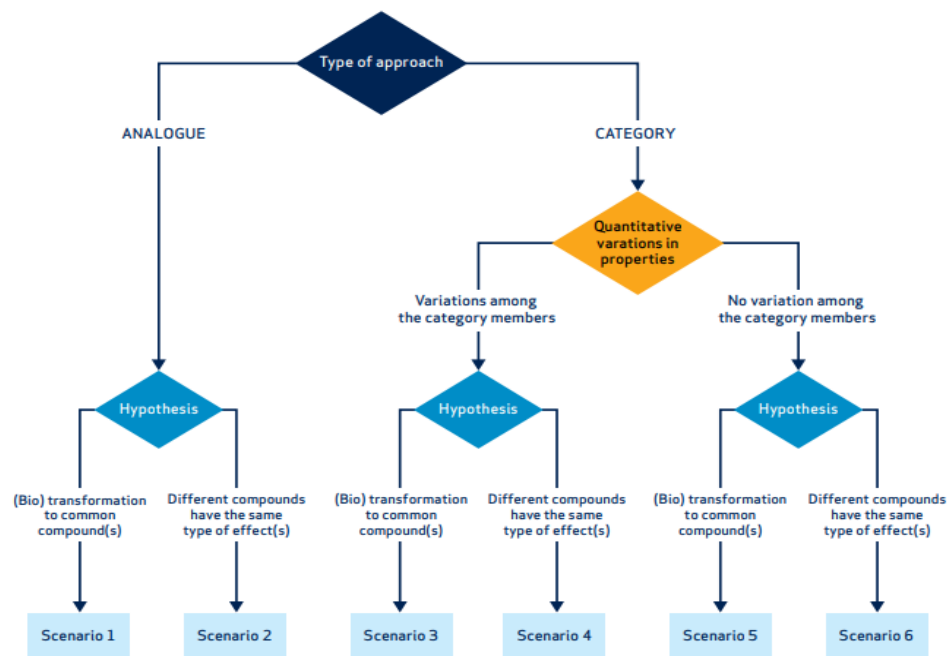 Type of approach
ANALOGUE
CATEGORY
Quantitative
varations in
properties
Variations among
the category members
No variation among
the category members
Hypothesis
Hypothesis
Hypothesis
(Bio) transformation
to common
compound(s)
Different compounds
have the same
type of effect(s)
(Bio) transformation
to common
compound(s)
Different compounds
have the same
type of effect(s)
(Bio) transformation
to common
compound(s)
Different compounds
have the same
type of effect(s)
Scenario 1
Scenario 2
Scenario 3
Scenario 4
Scenario 5
Scenario 6